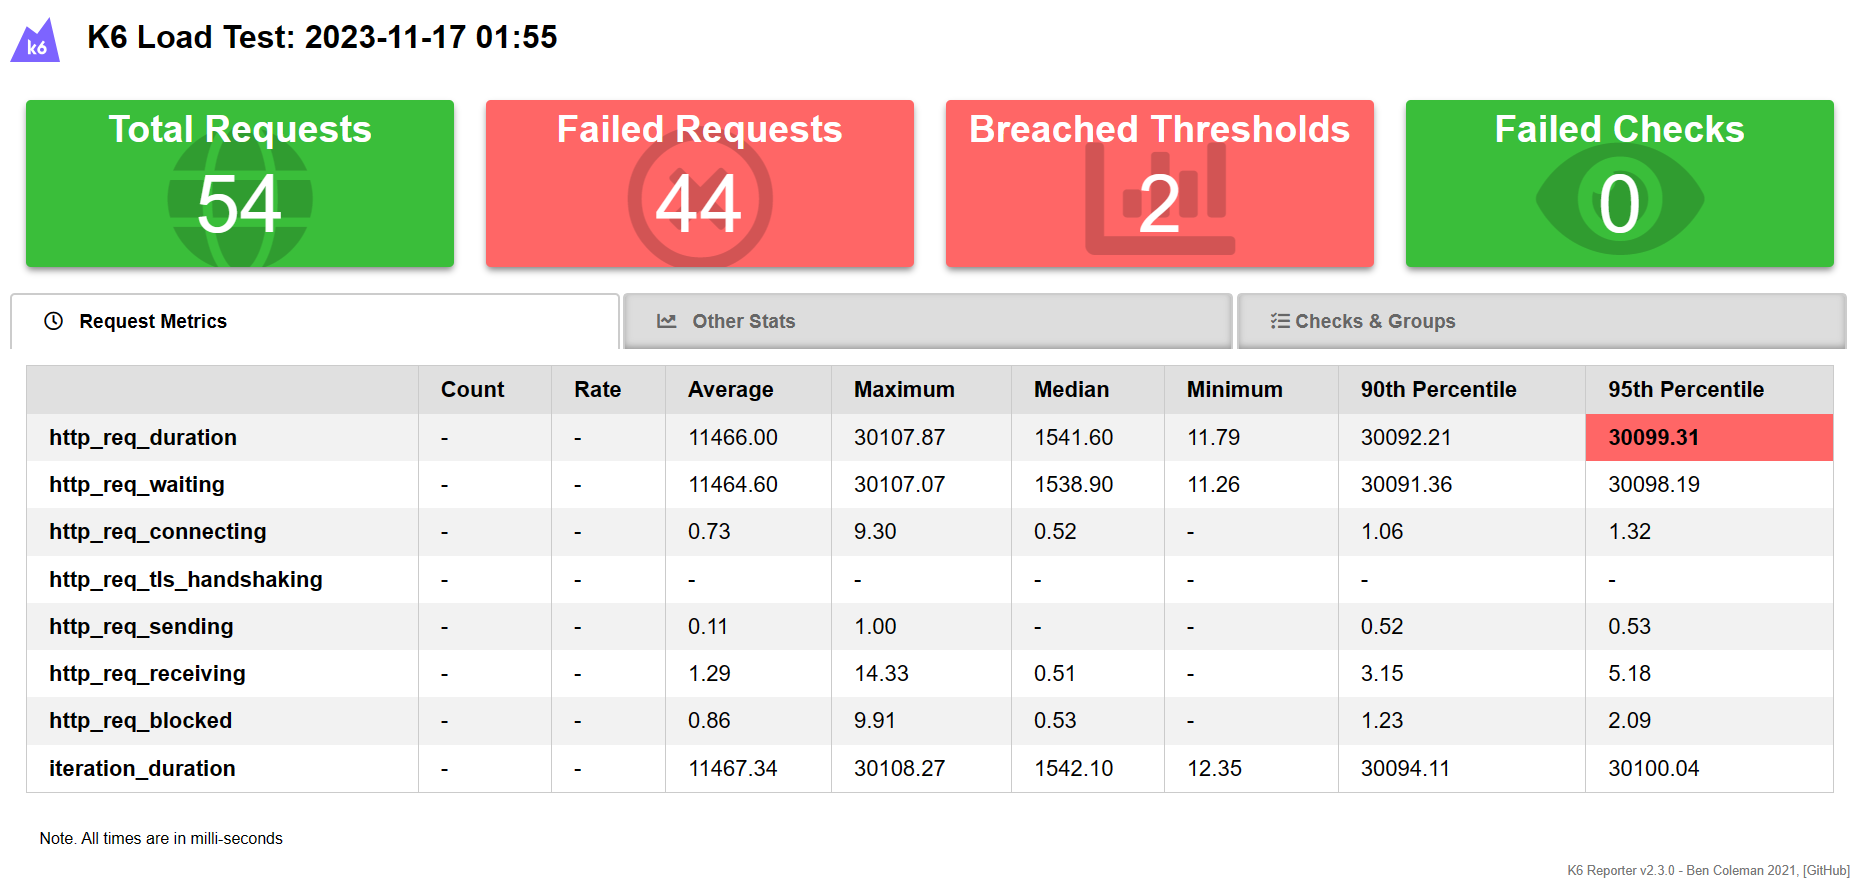 k6 K6 Load Test: 2023-11-17 01:55
Total Requests Failed Requests Breached Thresholds Failed Checks
54 44 2 0
Request Metrics Other Stats Checks & Groups
Count Rate Average Maximum Median Minimum 90th Percentile 95th Percentile
http_req_duration - - 11466.00 30107.87 1541.60 11.79 30092.21 30099.31
http_req_waiting - - 11464.60 30107.07 1538.90 11.26 30091.36 30098.19
http_req_connecting - - 0.73 9.30 0.52 - 1.06 1.32
http_req_tls_handshaking - - - - - - - -
http_req_sending - - 0.11 1.00 - - 0.52 0.53
http_req_receiving - - 1.29 14.33 0.51 - 3.15 5.18
http_req_blocked - - 0.86 9.91 0.53 - 1.23 2.09
iteration_duration - - 11467.34 30108.27 1542.10 12.35 30094.11 30100.04
Note. All times are in milli-seconds
K6 Reporter v2.3.0 - Ben Coleman 2021, [GitHub]